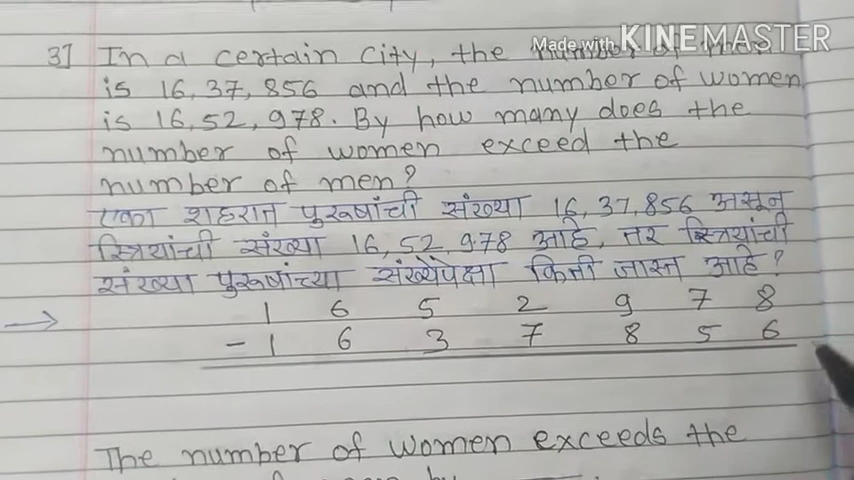 Made with KINEMASTER
3] In a certain city, the number of
is 16,37,856 and the number of women
is 16,52,978. By how many does the
number of women exceed the
number of men?
एका शहरात पुरूषांची संख्या 16,37,856 असून
स्त्रियांची संख्या 16,52,978 आहे, तर स्त्रियांची
संख्या पुरूषांच्या संख्येपेक्षा किती जास्त आहे?
→ 1 6 5 2 9 7 8
- 1 6 3 7 8 5 6
The number of women exceeds the
by